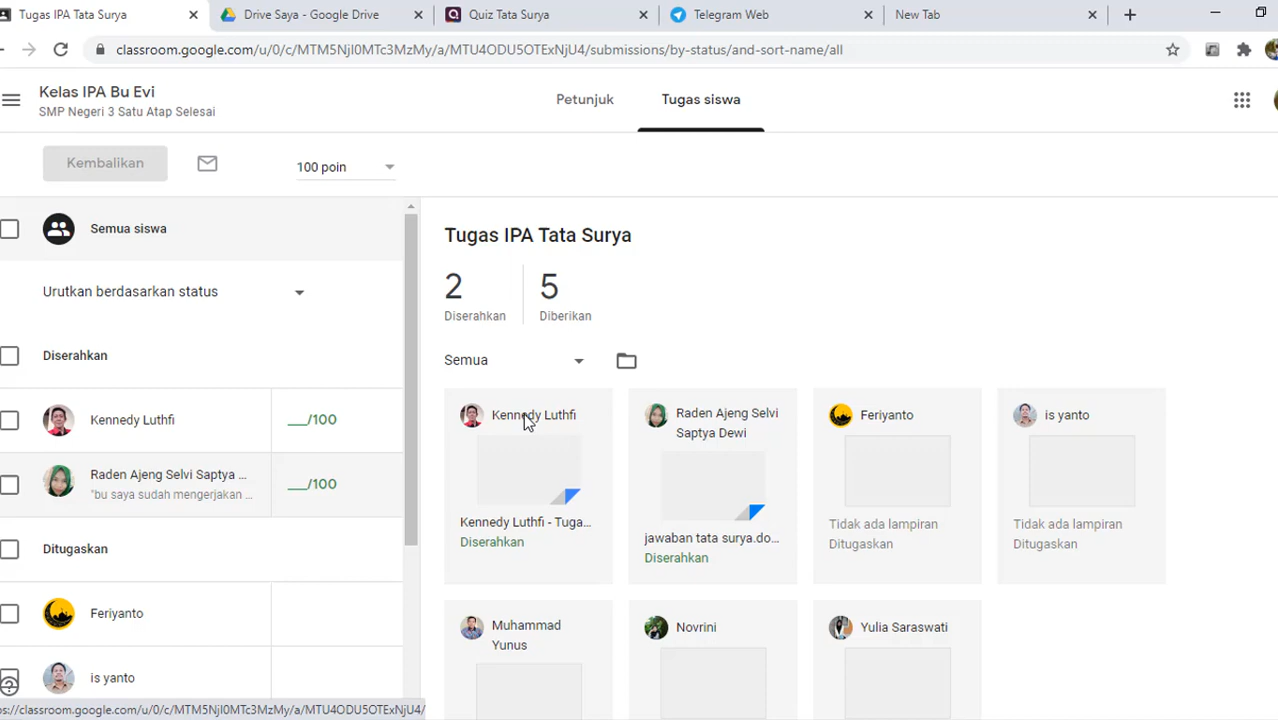 Tugas IPA Tata Surya
Drive Saya - Google Drive
Quiz Tata Surya
Telegram Web
New Tab
classroom.google.com/u/0/c/MTM5NjI0MTc3MzMy/a/MTU4ODU5OTExNjU4/submissions/by-status/and-sort-name/all
Kelas IPA Bu Evi
SMP Negeri 3 Satu Atap Selesai
Petunjuk
Tugas siswa
Kembalikan
100 poin
Semua siswa
Urutkan berdasarkan status
Diserahkan
Kennedy Luthfi
___/100
Raden Ajeng Selvi Saptya ...
"bu saya sudah mengerjakan ...
___/100
Ditugaskan
Feriyanto
is yanto
Tugas IPA Tata Surya
2
Diserahkan
5
Diberikan
Semua
Kennedy Luthfi
Kennedy Luthfi - Tuga...
Diserahkan
Raden Ajeng Selvi
Saptya Dewi
jawaban tata surya.do...
Diserahkan
Feriyanto
Tidak ada lampiran
Ditugaskan
is yanto
Tidak ada lampiran
Ditugaskan
Muhammad
Yunus
Novrini
Yulia Saraswati
ps://classroom.google.com/u/0/c/MTM5NjI0MTc3MzMy/a/MTU4ODU5OTExNjU4/